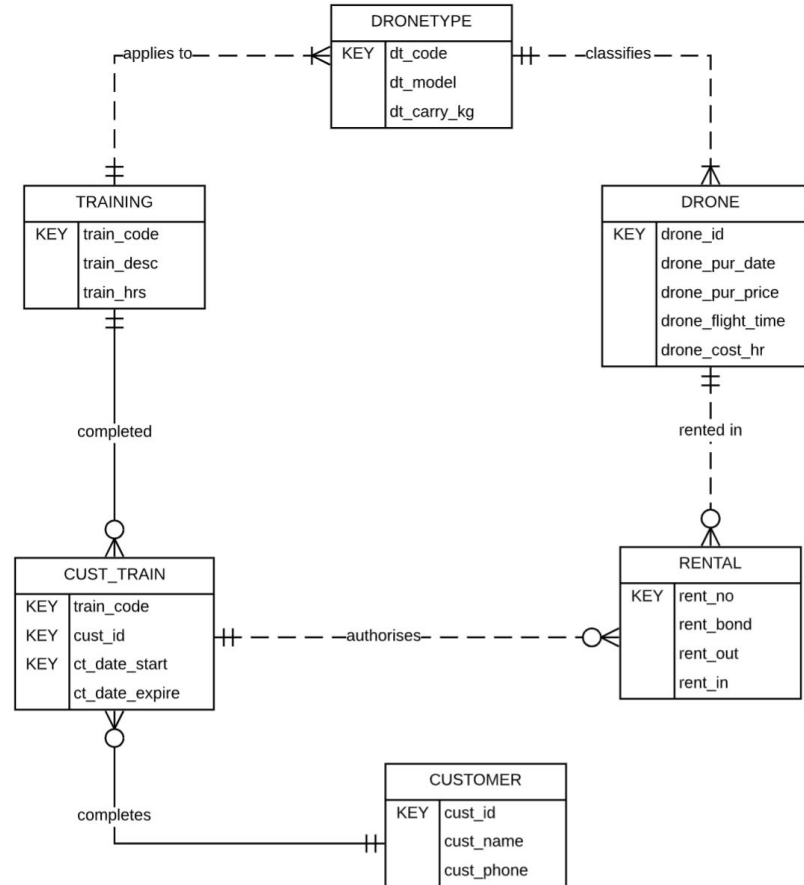 DRONETYPE
KEY dt_code
dt_model
dt_carry_kg
applies to
classifies
TRAINING
KEY train_code
train_desc
train_hrs
DRONE
KEY drone_id
drone_pur_date
drone_pur_price
drone_flight_time
drone_cost_hr
completed
rented in
CUST_TRAIN
KEY train_code
KEY cust_id
KEY ct_date_start
ct_date_expire
authorises
RENTAL
KEY rent_no
rent_bond
rent_out
rent_in
completes
CUSTOMER
KEY cust_id
cust_name
cust_phone